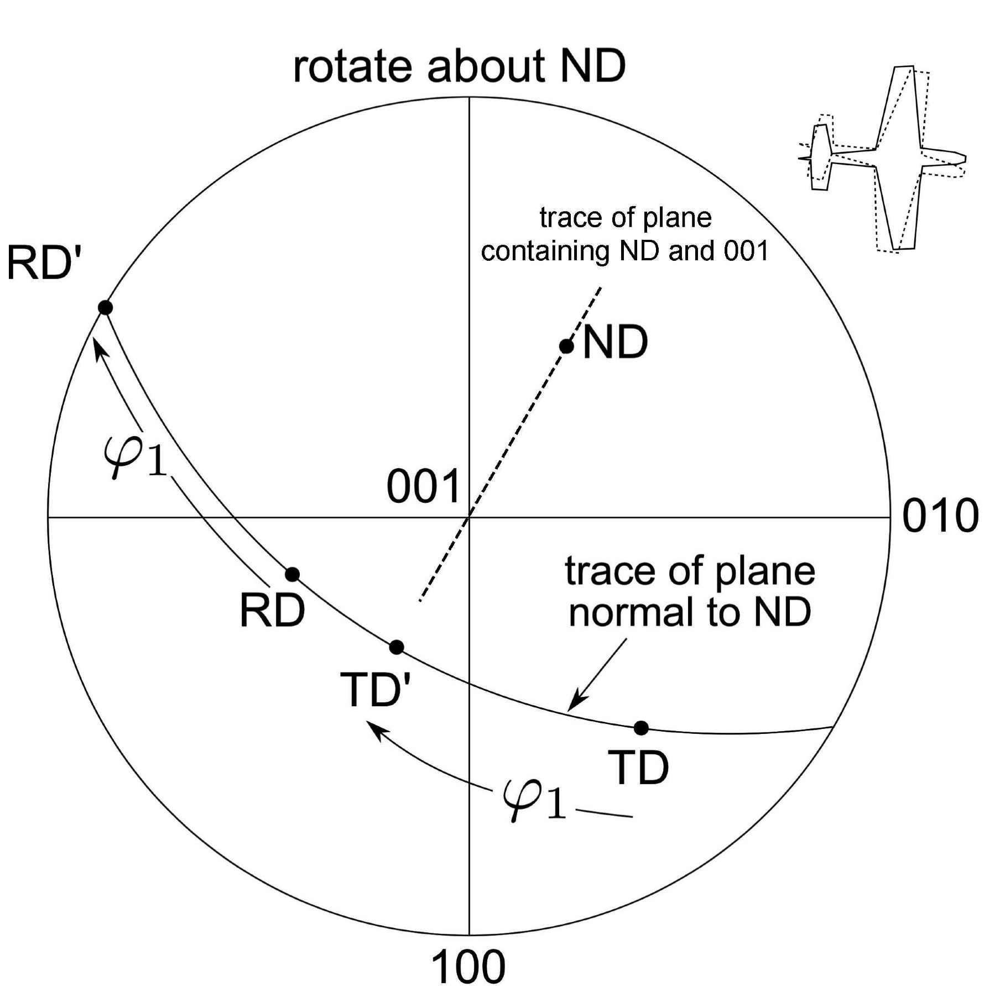 rotate about ND
trace of plane
containing ND and 001
RD'
ND
φ1
001
010
RD
trace of plane
normal to ND
TD'
TD
φ1
100